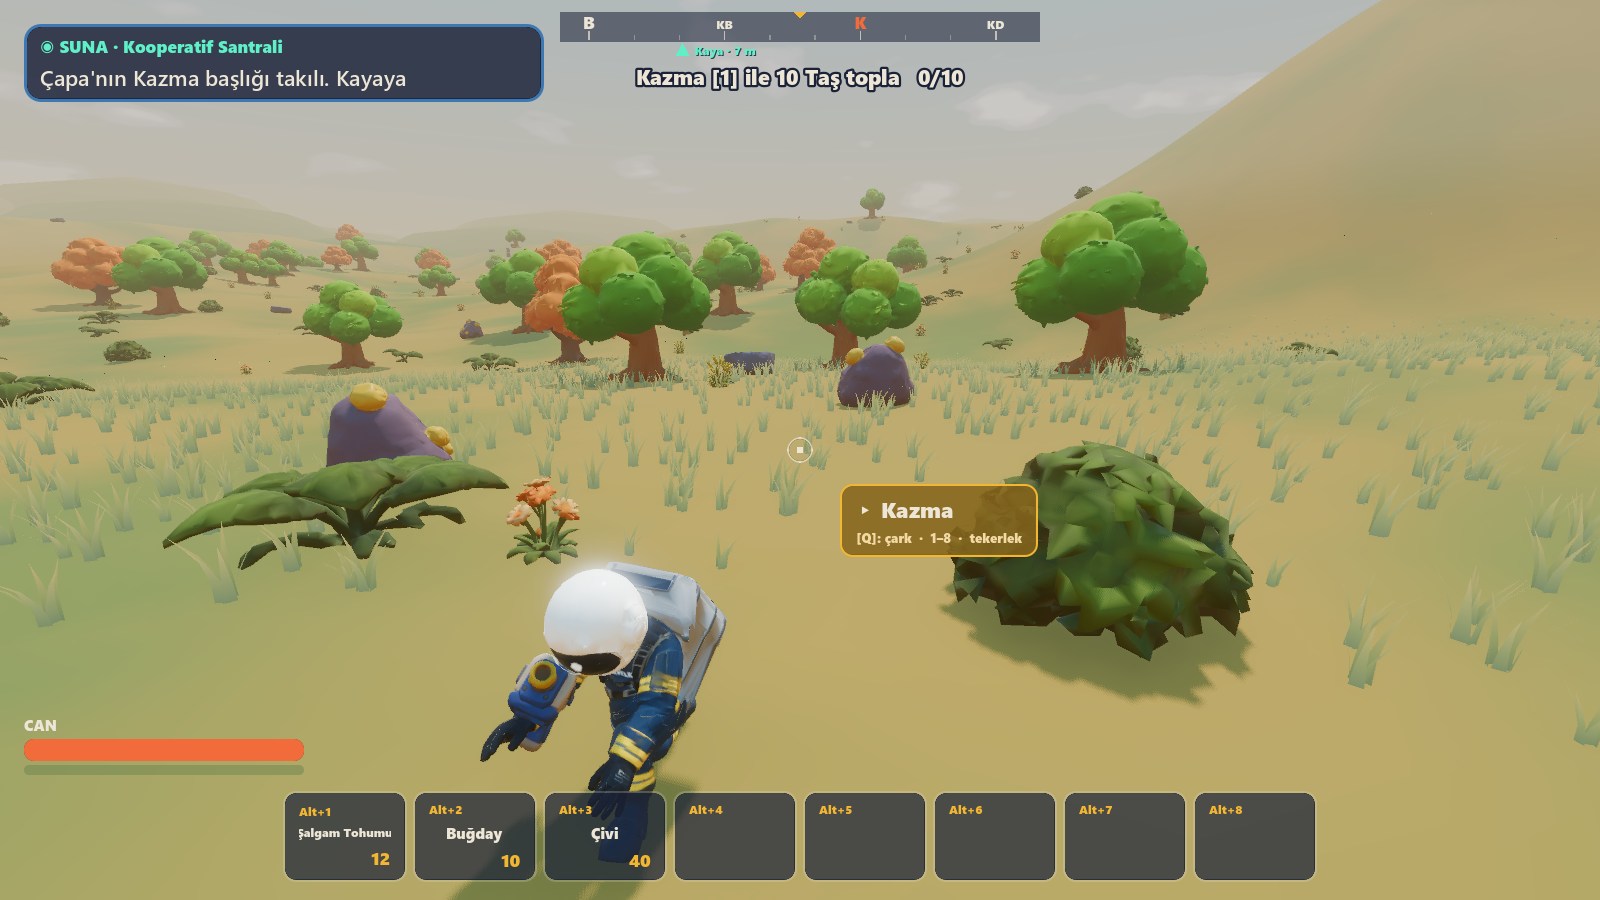 SUNA · Kooperatif Santrali
Çapa'nın Kazma başlığı takılı. Kayaya
B KB K KD
Kaya · 7 m
Kazma [1] ile 10 Taş topla 0/10
Kazma
[Q]: çark · 1–8 · tekerlek
CAN
Alt+1 Alt+2 Alt+3 Alt+4 Alt+5 Alt+6 Alt+7 Alt+8
Şalgam Tohumu Buğday Çivi
12 10 40